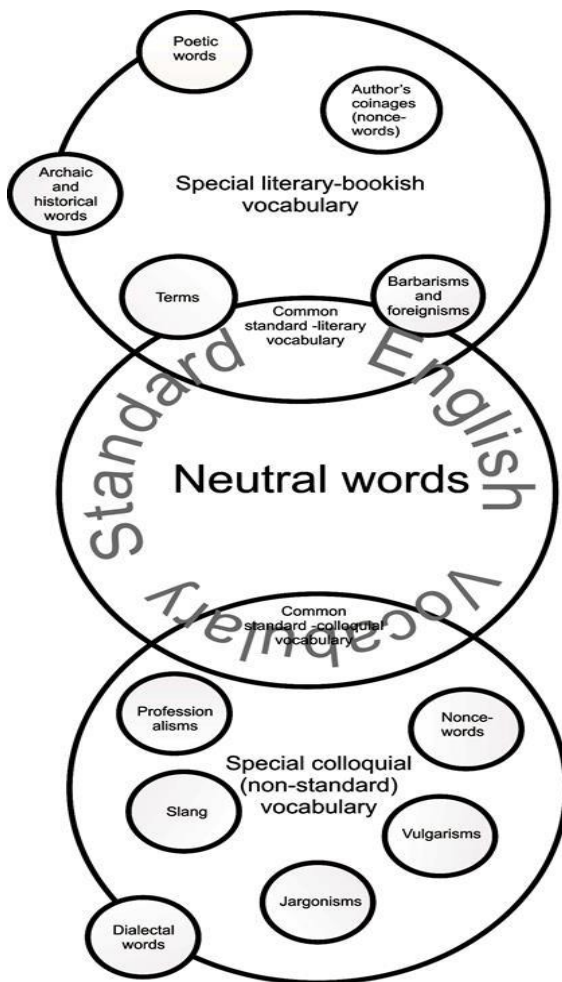 Poetic
words
Author's
coinages
(nonce-
words)
Archaic
and
historical
words
Special literary-bookish
vocabulary
Terms
Barbarisms
and
foreignisms
Common
standard -literary
vocabulary
Standard English
Vocabulary
Neutral words
Common
standard -colloquial
vocabulary
Profession
alisms
Nonce-
words
Special colloquial
(non-standard)
vocabulary
Slang
Vulgarisms
Jargonisms
Dialectal
words